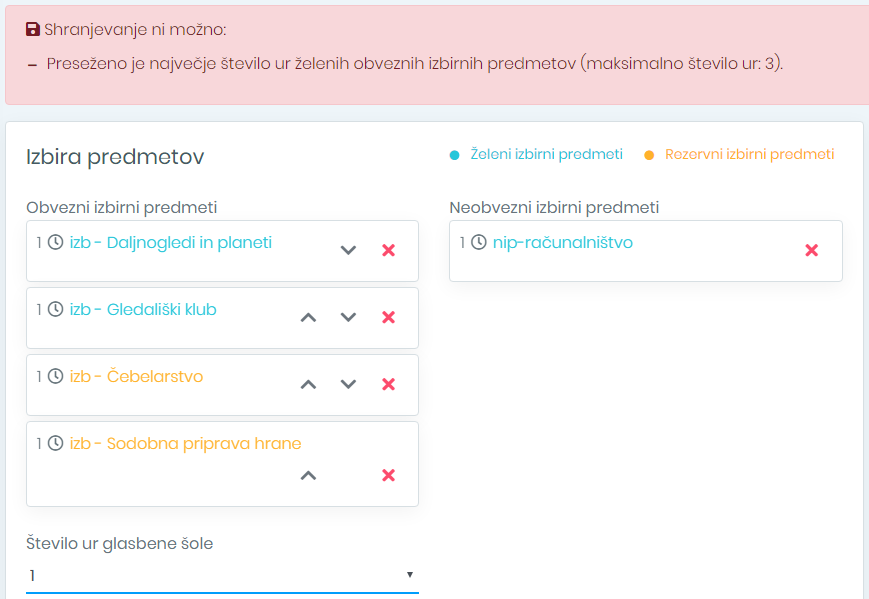 Shranjevanje ni možno:
– Preseženo je največje število ur želenih obveznih izbirnih predmetov (maksimalno število ur: 3).
Izbira predmetov
Želeni izbirni predmeti
Rezervni izbirni predmeti
Obvezni izbirni predmeti
1 izb - Daljnogledi in planeti
1 izb - Gledališki klub
1 izb - Čebelarstvo
1 izb - Sodobna priprava hrane
Število ur glasbene šole
1
Neobvezni izbirni predmeti
1 nip-računalništvo